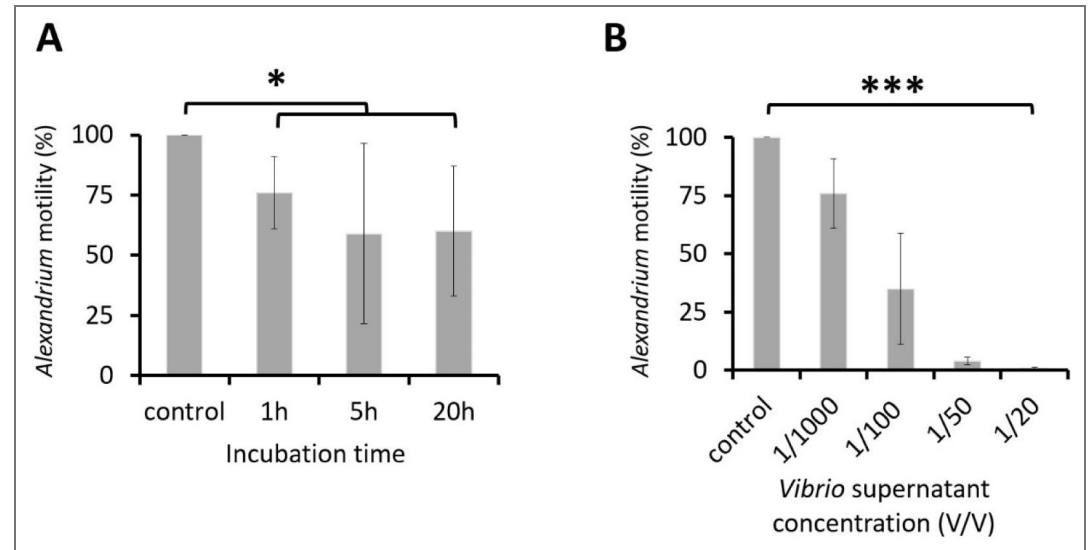 A
*
Alexandrium motility (%)
100
75
50
25
0
control 1h 5h 20h
Incubation time
B
***
Alexandrium motility (%)
100
75
50
25
0
control 1/1000 1/100 1/50 1/20
Vibrio supernatant
concentration (V/V)